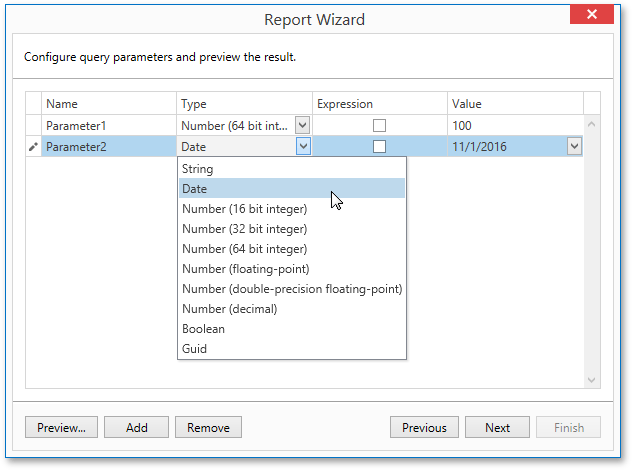 Report Wizard
Configure query parameters and preview the result.
Name Type Expression Value
Parameter1 Number (64 bit int... 100
Parameter2 Date 11/1/2016
String
Date
Number (16 bit integer)
Number (32 bit integer)
Number (64 bit integer)
Number (floating-point)
Number (double-precision floating-point)
Number (decimal)
Boolean
Guid
Preview... Add Remove Previous Next Finish